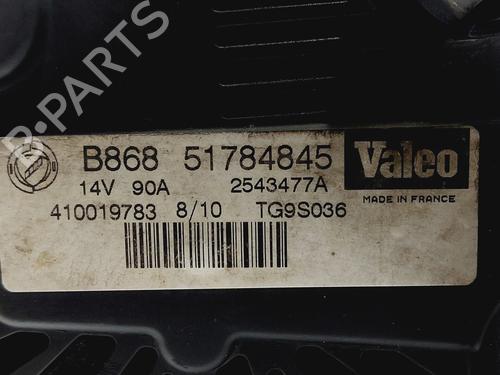 B-PARTS
B868 51784845
Valeo
14V 90A 2543477A
MADE IN FRANCE
410019783 8/10 TG9S036